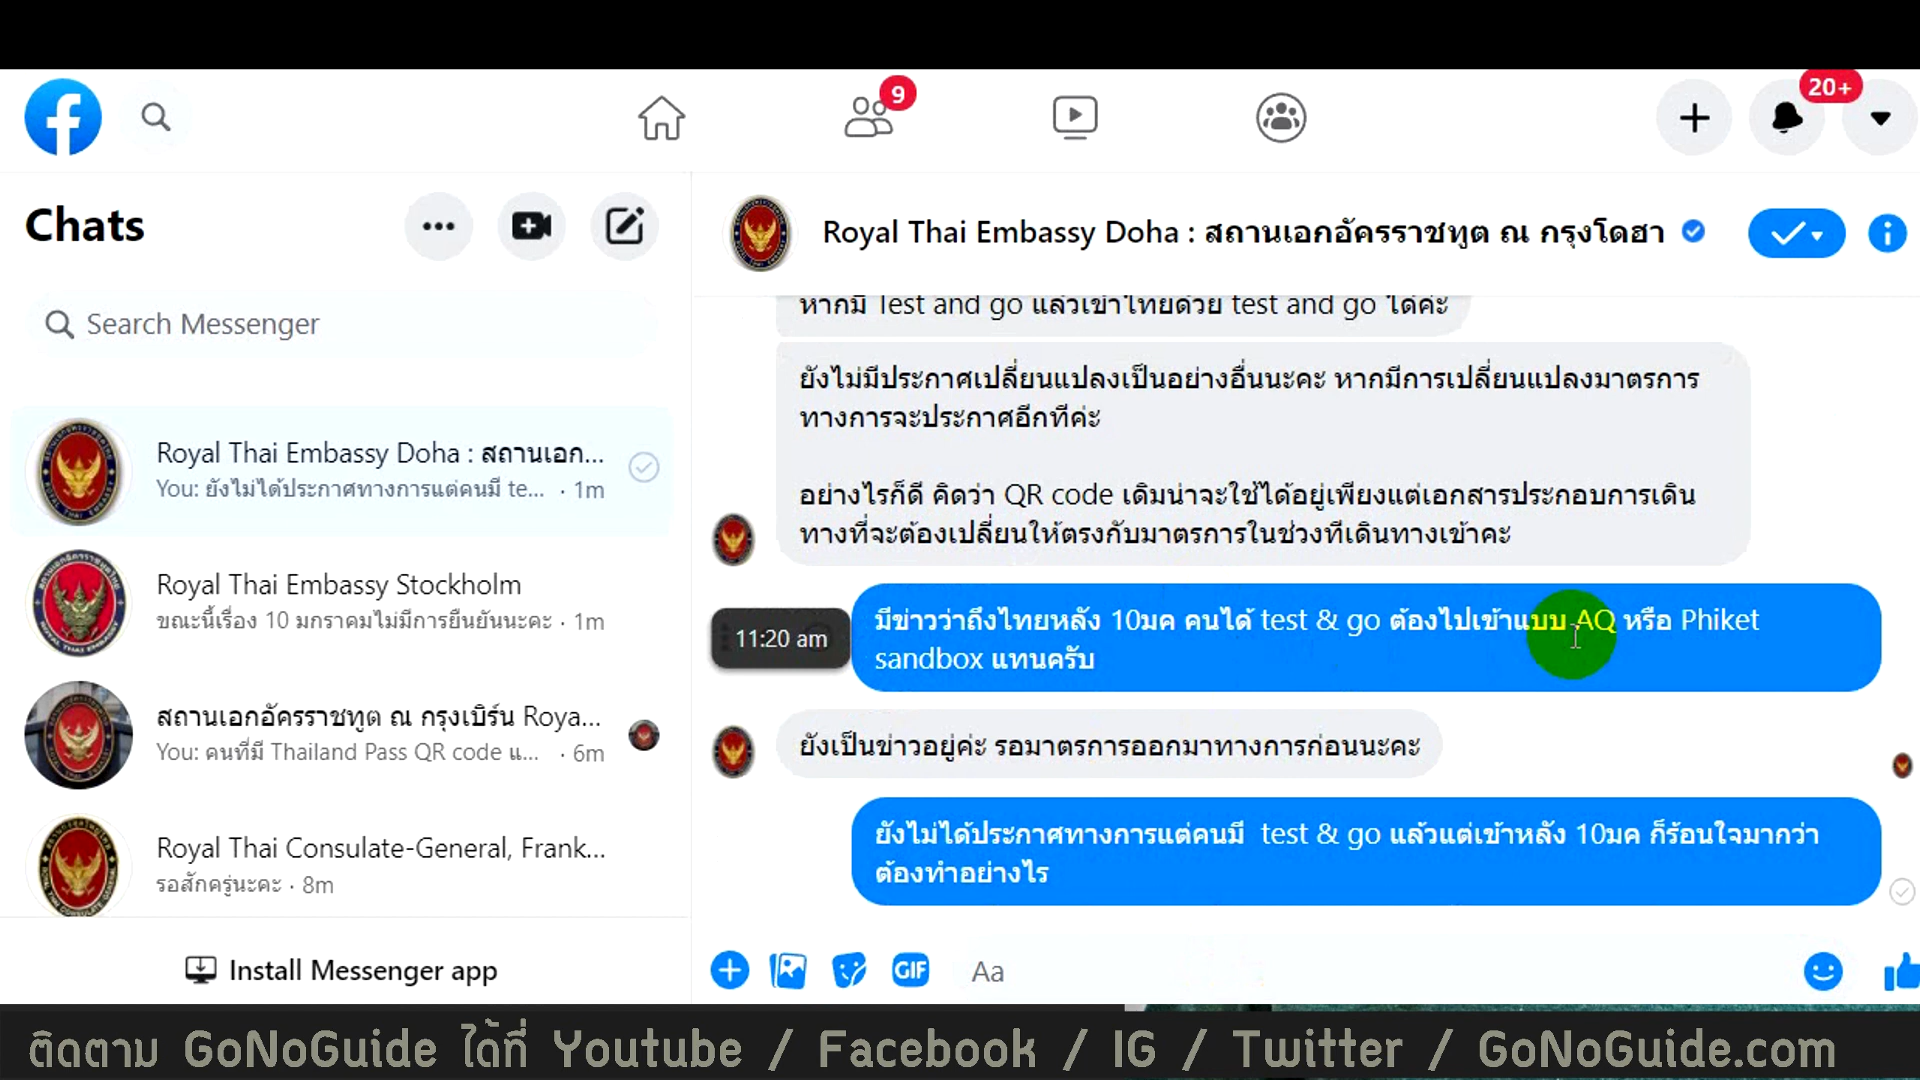 9
20+
Chats
Search Messenger
Royal Thai Embassy Doha : สถานเอก...
You: ยังไม่ได้ประกาศทางการแต่คนมี te... · 1m
Royal Thai Embassy Stockholm
ขณะนี้เรื่อง 10 มกราคมไม่มีการยืนยันนะคะ · 1m
สถานเอกอัครราชทูต ณ กรุงเบิร์น Roya...
You: คนที่มี Thailand Pass QR code แ... · 6m
Royal Thai Consulate-General, Frank...
รอสักครู่นะคะ · 8m
Install Messenger app
Royal Thai Embassy Doha : สถานเอกอัครราชทูต ณ กรุงโดฮา
หากมี Test and go แล้วเข้าไทยด้วย test and go ได้ค่ะ
ยังไม่มีประกาศเปลี่ยนแปลงเป็นอย่างอื่นนะคะ หากมีการเปลี่ยนแปลงมาตรการ
ทางการจะประกาศอีกทีค่ะ
อย่างไรก็ดี คิดว่า QR code เดิมน่าจะใช้ได้อยู่เพียงแต่เอกสารประกอบการเดิน
ทางที่จะต้องเปลี่ยนให้ตรงกับมาตรการในช่วงที่เดินทางเข้าคะ
11:20 am
มีข่าวว่าถึงไทยหลัง 10มค คนได้ test & go ต้องไปเข้าแบบ AQ หรือ Phiket
sandbox แทนครับ
ยังเป็นข่าวอยู่ค่ะ รอมาตรการออกมาทางการก่อนนะคะ
ยังไม่ได้ประกาศทางการแต่คนมี test & go แล้วแต่เข้าหลัง 10มค ก็ร้อนใจมากว่า
ต้องทำอย่างไร
GIF
Aa
ติดตาม GoNoGuide ได้ที่ Youtube / Facebook / IG / Twitter / GoNoGuide.com